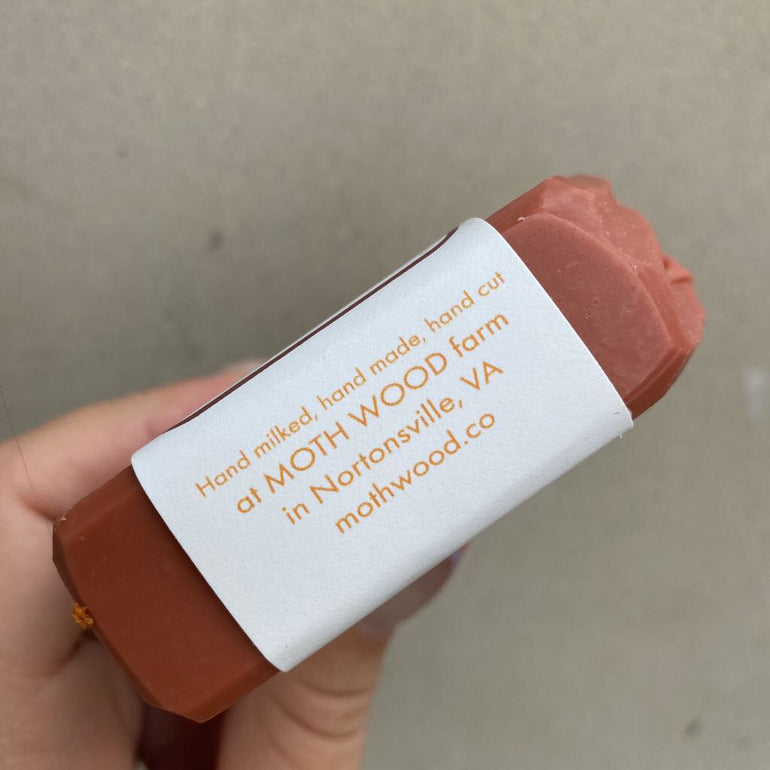 Hand milked, hand made, hand cut
at MOTH WOOD farm
in Nortonsville, VA
mothwood.co